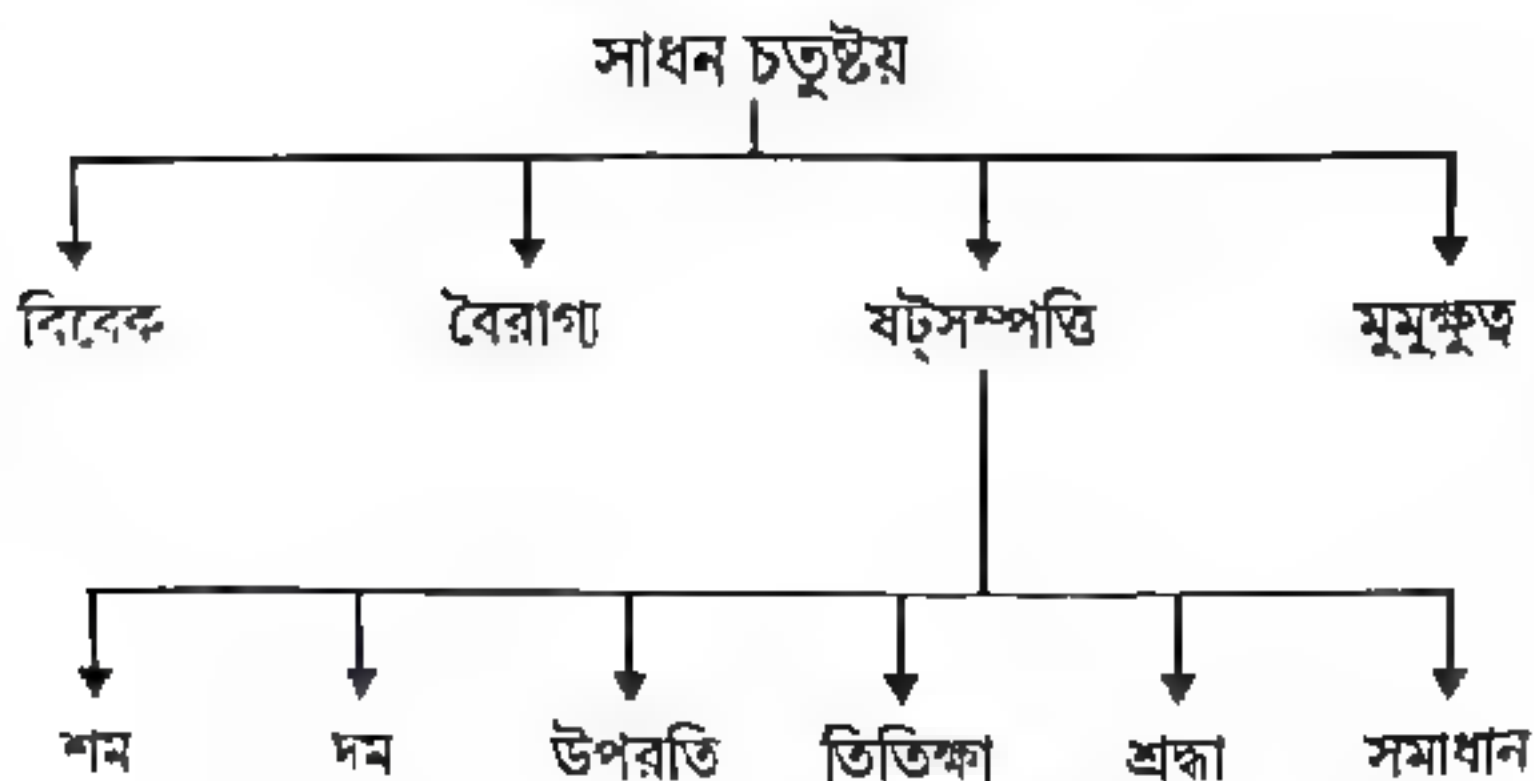 সাধন চতুষ্টয়
বিবেক বৈরাগ্য ষট্সম্পত্তি মুমুক্ষুত্ব
শম দম উপরতি তিতিক্ষা শ্রদ্ধা সমাধান